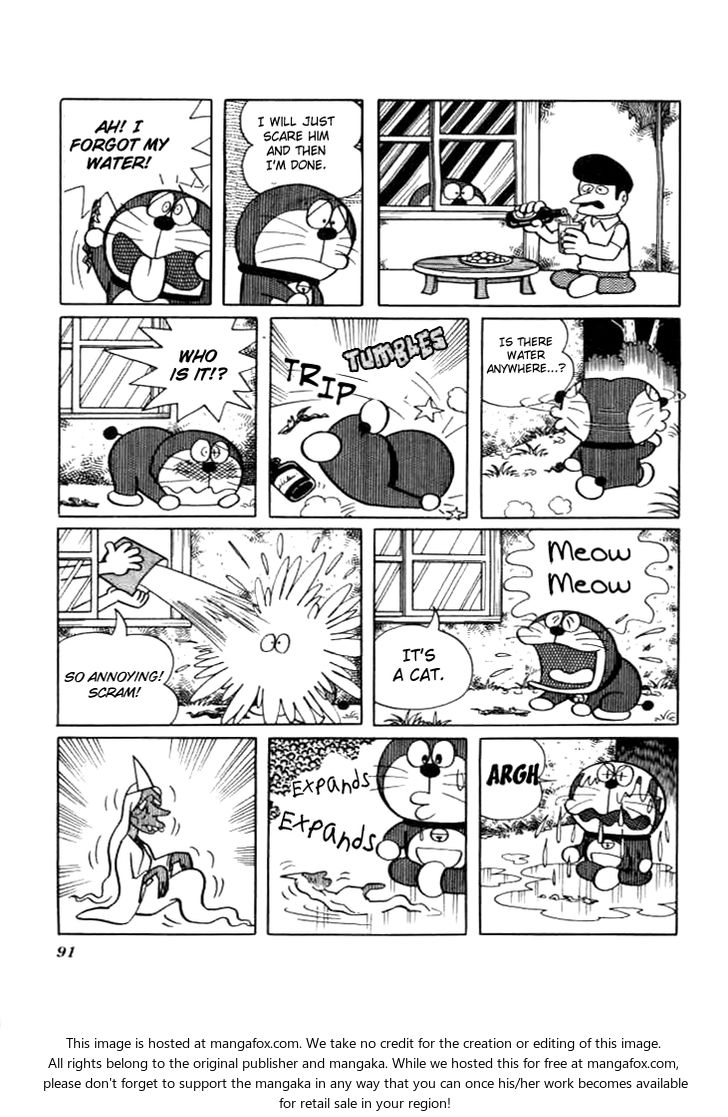 AH! I
FORGOT MY
WATER!
I WILL JUST
SCARE HIM
AND THEN
I'M DONE.
WHO
IS IT!?
TRIP
TUMBLES
IS THERE
WATER
ANYWHERE...?
SO ANNOYING!
SCRAM!
IT'S
A CAT.
Meow
Meow
Expands
Expands
ARGH
91
This image is hosted at mangafox.com. We take no credit for the creation or editing of this image.
All rights belong to the original publisher and mangaka. While we hosted this for free at mangafox.com,
please don't forget to support the mangaka in any way that you can once his/her work becomes available
for retail sale in your region!